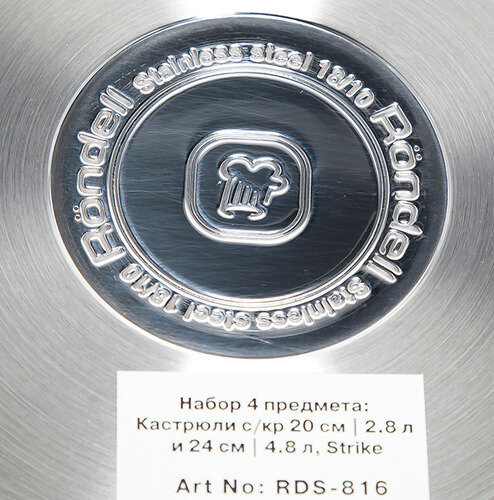 Röndell
Stainless steel 18/10
Röndell
Stainless steel 18/10
Набор 4 предмета:
Кастрюли с/кр 20 см | 2.8 л
и 24 см | 4.8 л, Strike
Art No: RDS-816